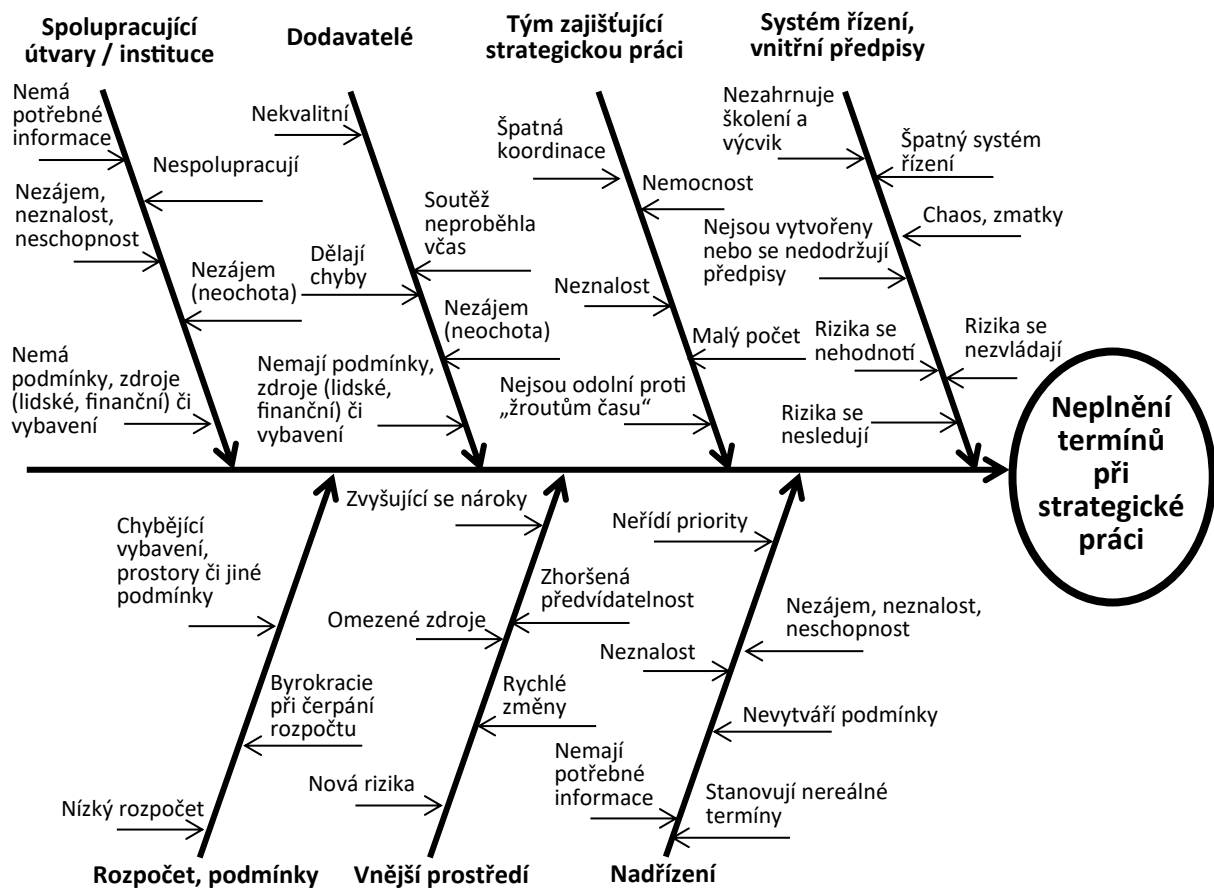 Spolupracující
útvary / instituce
Dodavatelé
Tým zajišťující
strategickou práci
Systém řízení,
vnitřní předpisy
Nemá
potřebné
informace
Nespolupracují
Nezájem,
neznalost,
neschopnost
Nezájem
(neochota)
Nemá
podmínky, zdroje
(lidské, finanční) či
vybavení
Nekvalitní
Soutěž
neproběhla
včas
Dělají
chyby
Nezájem
(neochota)
Nemají podmínky,
zdroje (lidské,
finanční) či
vybavení
Špatná
koordinace
Nemocnost
Neznalost
Malý počet
Nejsou odolní proti
„žroutům času“
Nezahrnuje
školení a
výcvik
Špatný systém
řízení
Chaos, zmatky
Nejsou vytvořeny
nebo se nedodržují
předpisy
Rizika se
nehodnotí
Rizika se
nezvládají
Rizika se
nesledují
Neplnění
termínů
při
strategické
práci
Chybějící
vybavení,
prostory či jiné
podmínky
Byrokracie
při čerpání
rozpočtu
Nízký rozpočet
Zvyšující se nároky
Zhoršená
předvídatelnost
Omezené zdroje
Rychlé
změny
Nová rizika
Neřídí priority
Nezájem, neznalost,
neschopnost
Neznalost
Nevytváří podmínky
Nemají
potřebné
informace
Stanovují nereálné
termíny
Rozpočet, podmínky
Vnější prostředí
Nadřízení